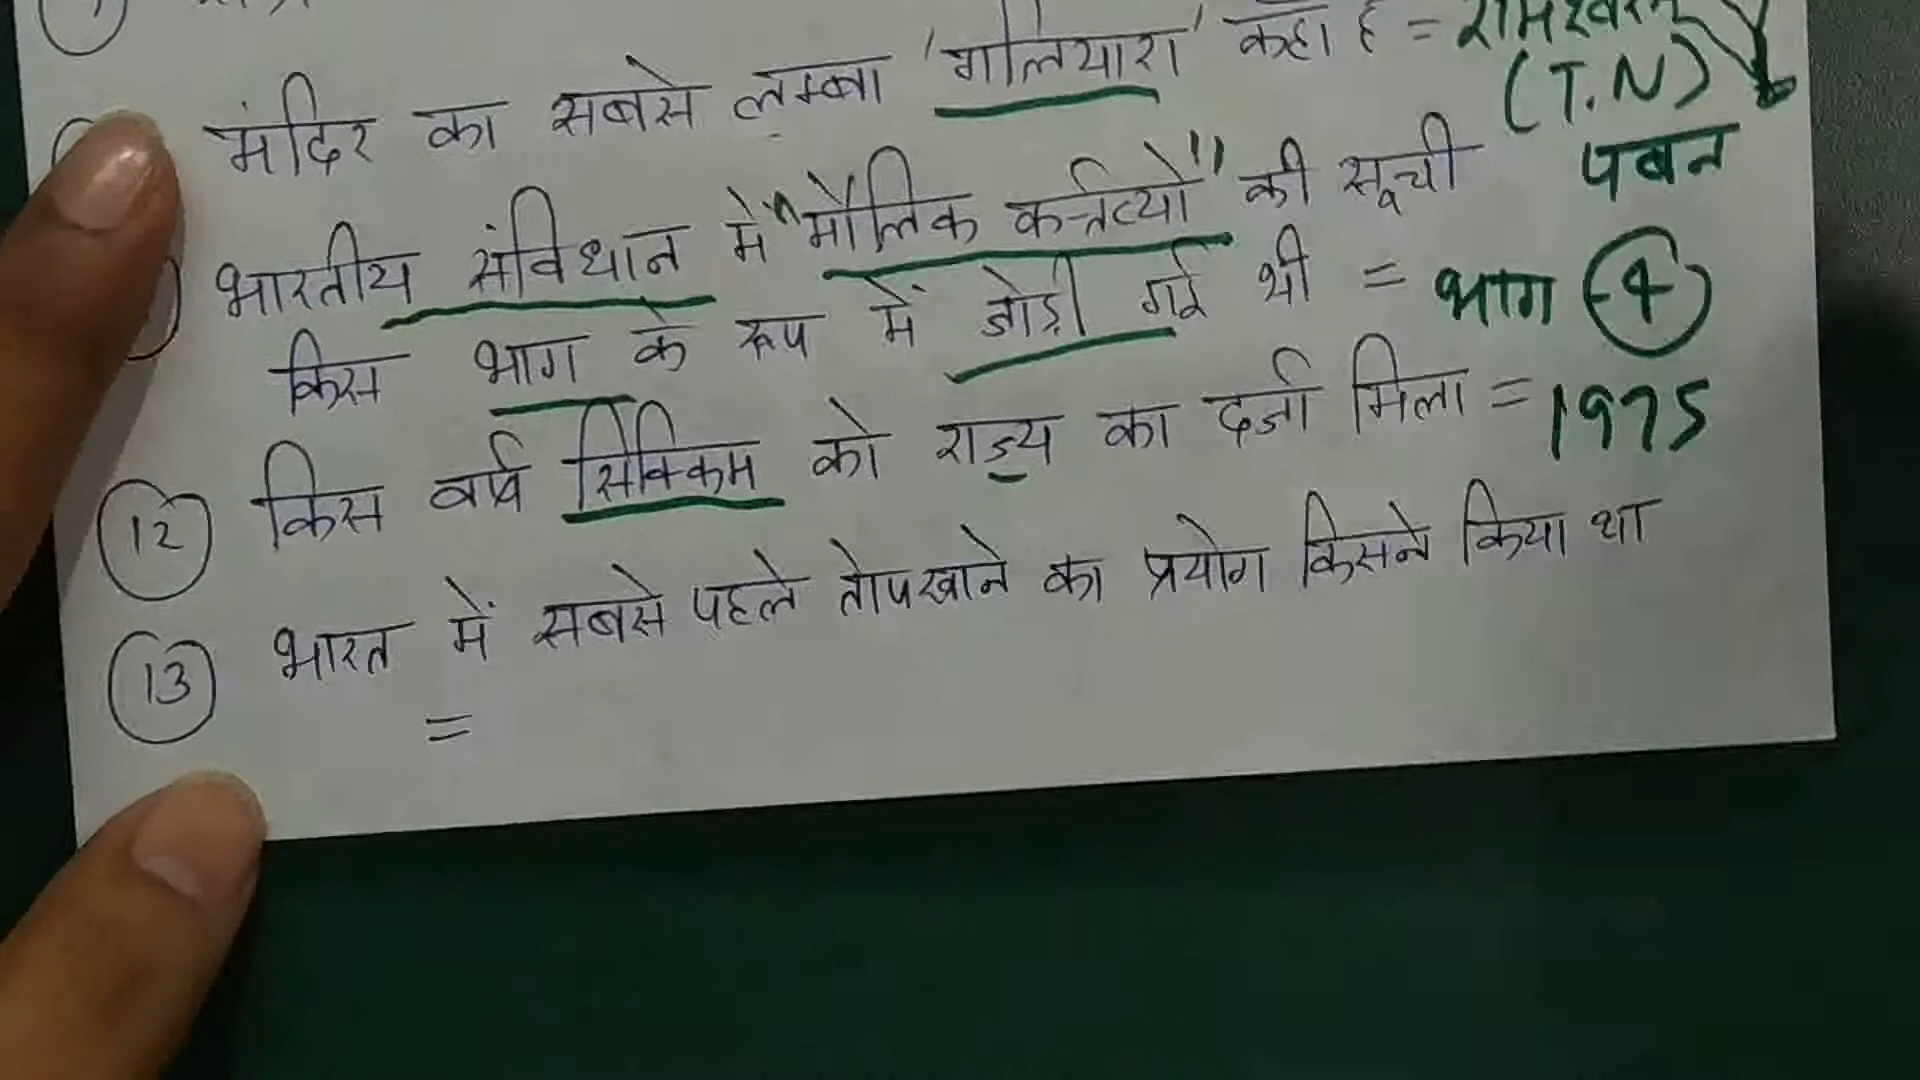 मंदिर का सबसे लम्बा 'गलियारा' कहा है = रामेश्वरम
(T.N)
पबन
भारतीय संविधान में "मौलिक कर्त्तव्यो" की सूची
किस भाग के रूप में जोड़ी गई थी = भाग 4
12 किस वर्ष सिक्किम को राज्य का दर्जा मिला = 1975
13 भारत में सबसे पहले तोपखाने का प्रयोग किसने किया था
=